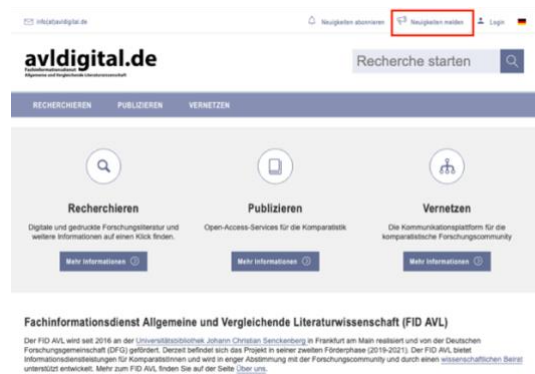 info(at)avldigital.de
Neuigkeiten abonnieren
Neuigkeiten melden
Login
avldigital.de
Fachinformationsdienst
Allgemeine und Vergleichende Literaturwissenschaft
Recherche starten
RECHERCHIEREN PUBLIZIEREN VERNETZEN
Recherchieren
Digitale und gedruckte Forschungsliteratur und
weitere Informationen auf einen Klick finden.
Mehr Informationen
Publizieren
Open-Access-Services für die Komparatistik
Mehr Informationen
Vernetzen
Die Kommunikationsplattform für die
komparatistische Forschungscommunity
Mehr Informationen
Fachinformationsdienst Allgemeine und Vergleichende Literaturwissenschaft (FID AVL)
Der FID AVL wird seit 2016 an der Universitätsbibliothek Johann Christian Senckenberg in Frankfurt am Main realisiert und von der Deutschen
Forschungsgemeinschaft (DFG) gefördert. Derzeit befindet sich das Projekt in seiner zweiten Förderphase (2019-2021). Der FID AVL bietet
Informationsdienstleistungen für Komparatistinnen und wird in enger Abstimmung mit der Forschungscommunity und durch einen wissenschaftlichen Beirat
unterstützt entwickelt. Mehr zum FID AVL finden Sie auf der Seite Über uns.